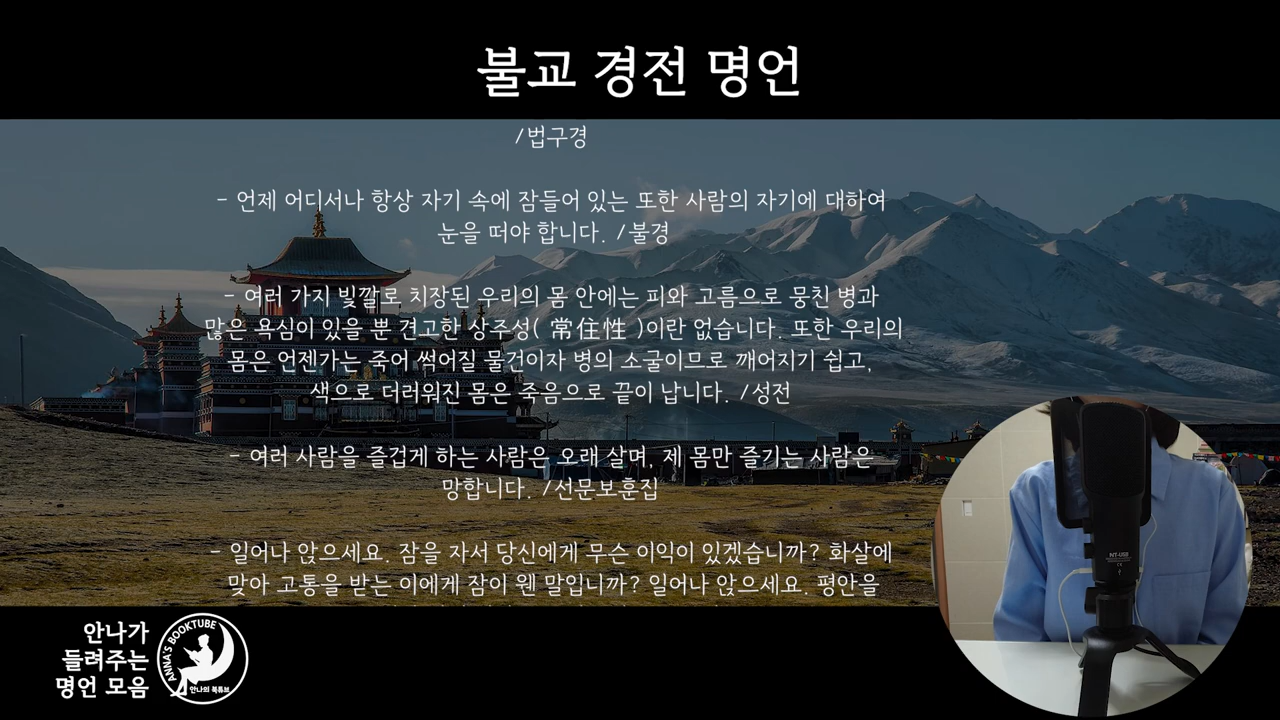 불교 경전 명언
/법구경
- 언제 어디서나 항상 자기 속에 잠들어 있는 또한 사람의 자기에 대하여
눈을 떠야 합니다. /불경
- 여러 가지 빛깔로 치장된 우리의 몸 안에는 피와 고름으로 뭉친 병과
많은 욕심이 있을 뿐 견고한 상주성( 常住性 )이란 없습니다. 또한 우리의
몸은 언젠가는 죽어 썩어질 물건이자 병의 소굴이므로 깨어지기 쉽고,
색으로 더러워진 몸은 죽음으로 끝이 납니다. /성전
- 여러 사람을 즐겁게 하는 사람은 오래 살며, 제 몸만 즐기는 사람은
망합니다. /선문보훈집
- 일어나 앉으세요. 잠을 자서 당신에게 무슨 이익이 있겠습니까? 화살에
맞아 고통을 받는 이에게 잠이 웬 말입니까? 일어나 앉으세요. 평안을
안나가
들려주는
명언 모음
ANNA'S BOOKTUBE
안나의 북튜브
NT-USB